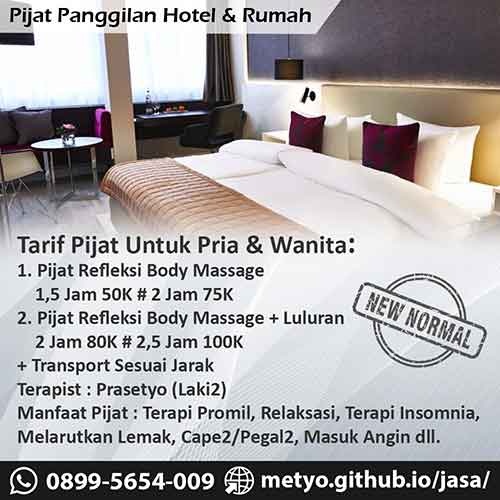 Pijat Panggilan Hotel & Rumah
Tarif Pijat Untuk Pria & Wanita:
1. Pijat Refleksi Body Massage
1,5 Jam 50K # 2 Jam 75K
2. Pijat Refleksi Body Massage + Luluran
2 Jam 80K # 2,5 Jam 100K
+ Transport Sesuai Jarak
Terapist : Prasetyo (Laki2)
Manfaat Pijat : Terapi Promil, Relaksasi, Terapi Insomnia,
Melarutkan Lemak, Cape2/Pegal2, Masuk Angin dll.
NEW NORMAL
0899-5654-009 metyo.github.io/jasa/